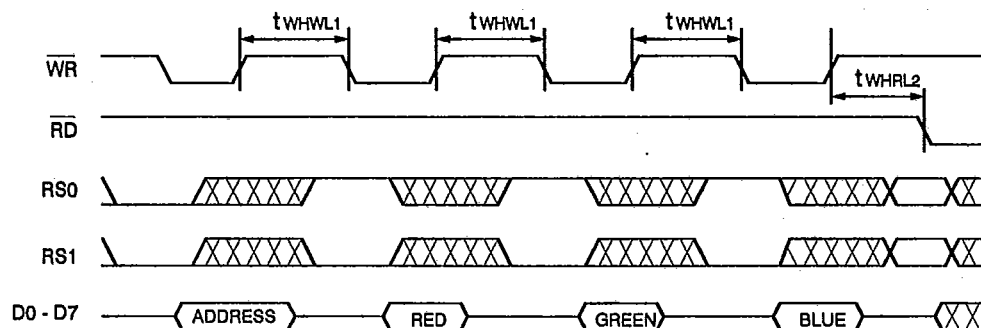 tWHWL1 tWHWL1 tWHWL1
WR
tWHRL2
RD
RS0
RS1
D0 - D7 ADDRESS RED GREEN BLUE